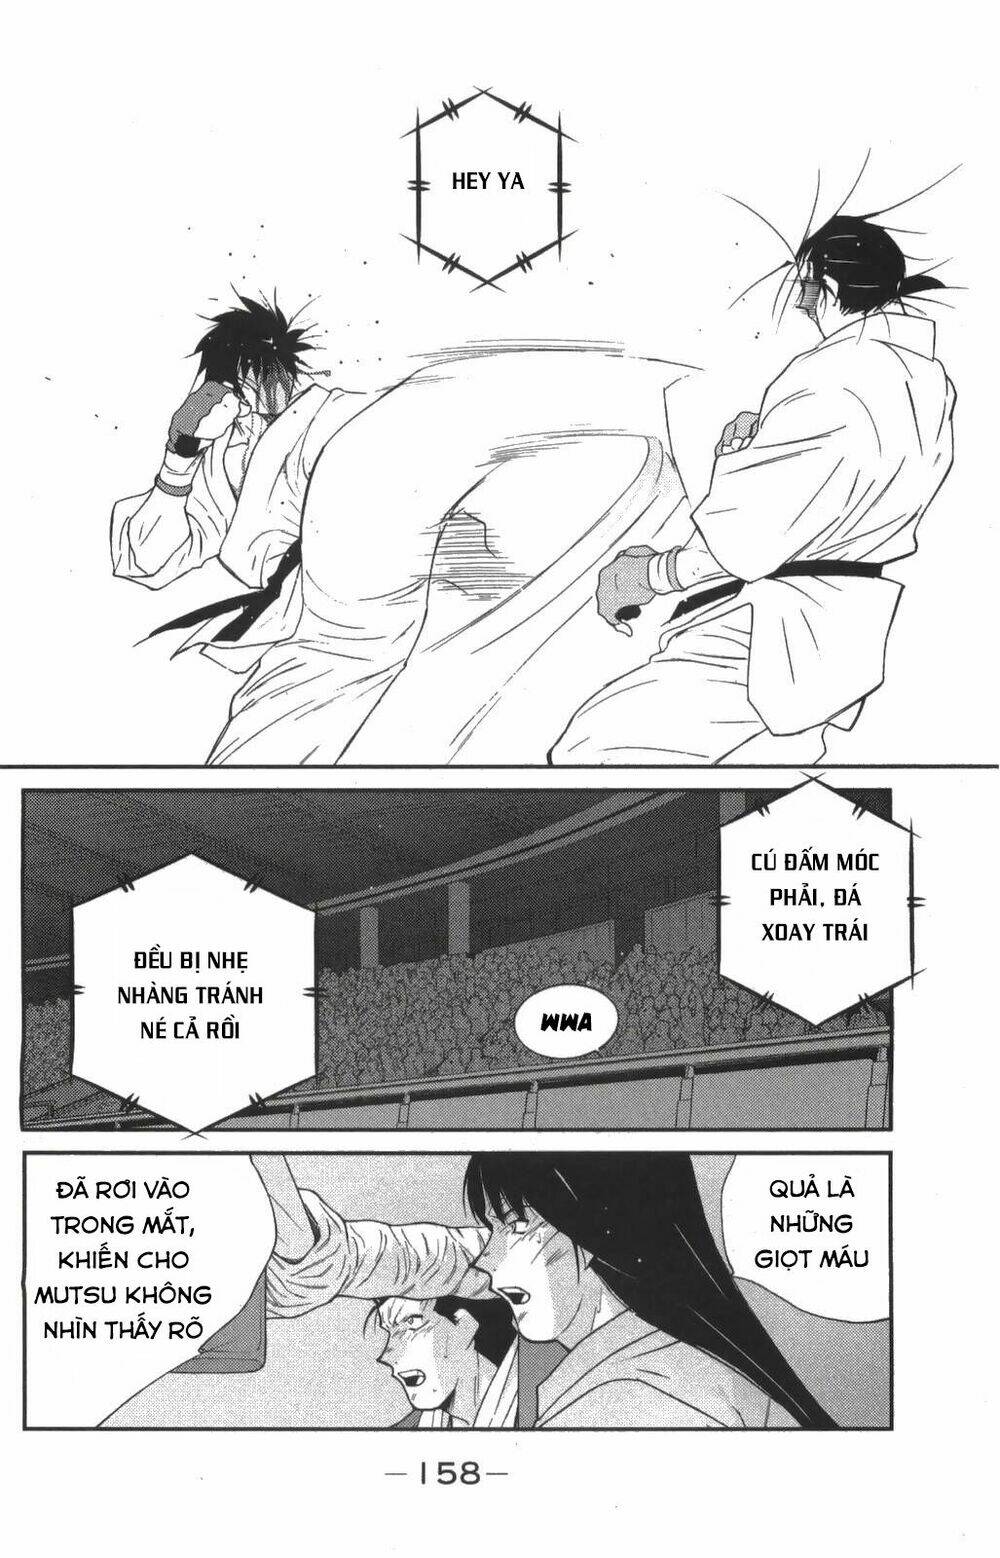 HEY YA
CÚ ĐẤM MÓC
PHẢI, ĐÁ
XOAY TRÁI
ĐỀU BỊ NHẸ
NHÀNG TRÁNH
NÉ CẢ RỒI
WWA
QUẢ LÀ
NHỮNG
GIỌT MÁU
ĐÃ RƠI VÀO
TRONG MẮT,
KHIẾN CHO
MUTSU KHÔNG
NHÌN THẤY RÕ
—158—